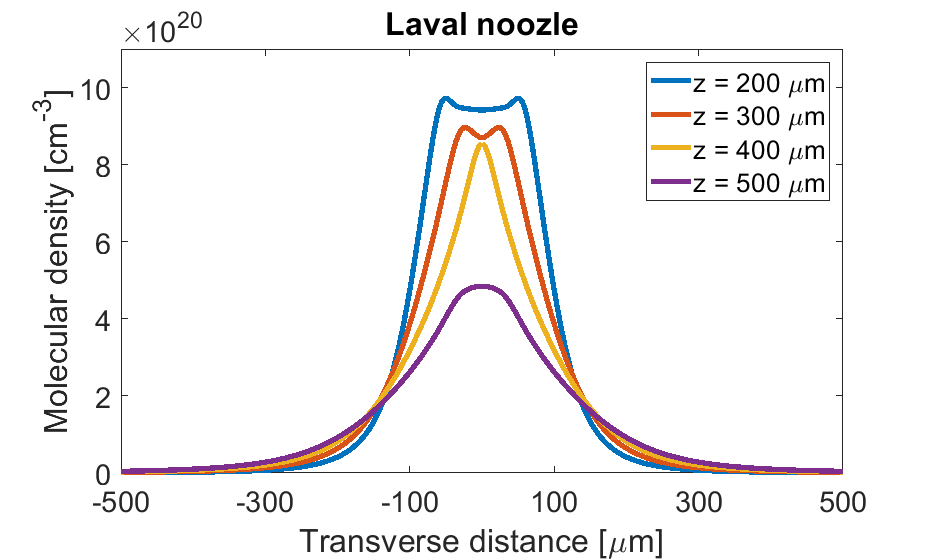 Laval noozle
×10^20
Molecular density [cm^-3]
10
8
6
4
2
0
z = 200 μm
z = 300 μm
z = 400 μm
z = 500 μm
-500 -300 -100 100 300 500
Transverse distance [μm]